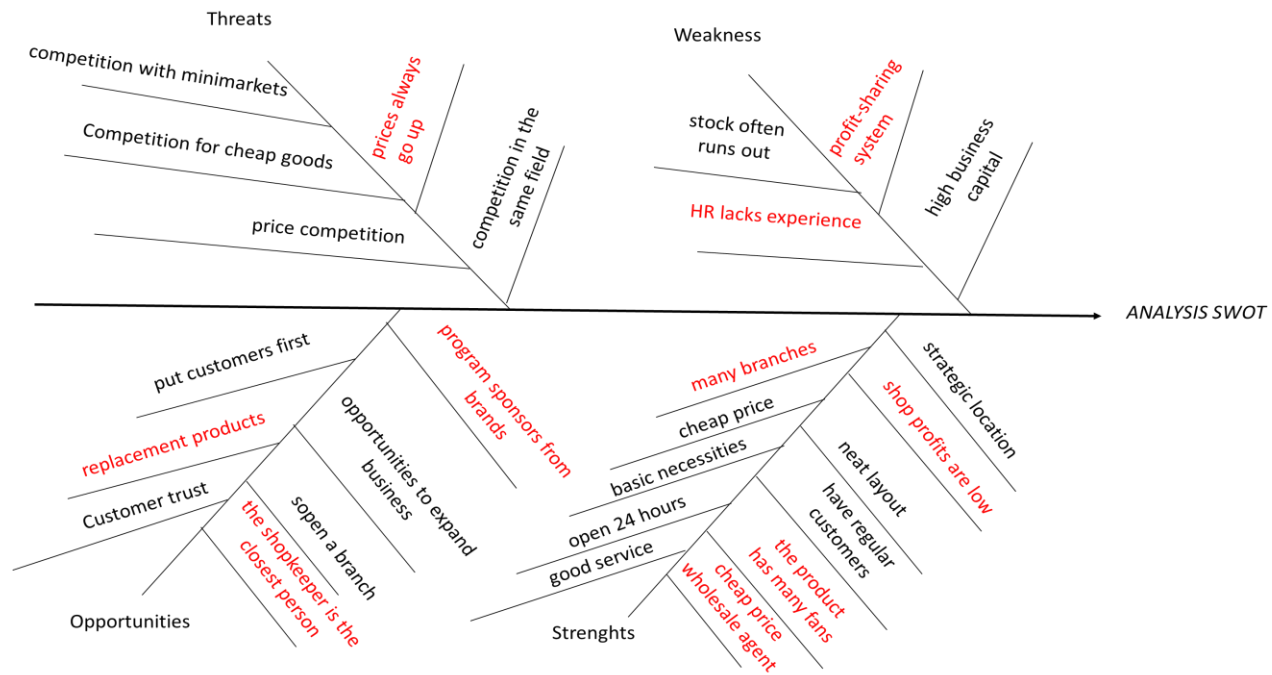 Threats
competition with minimarkets
Competition for cheap goods
price competition
prices always
go up
competition in the
same field
Weakness
stock often
runs out
HR lacks experience
profit-sharing
system
high business
capital
ANALYSIS SWOT
put customers first
replacement products
Customer trust
program sponsors from
brands
opportunities to expand
business
sopen a branch
the shopkeeper is the
closest person
Opportunities
many branches
cheap price
basic necessities
open 24 hours
good service
strategic location
shop profits are low
neat layout
have regular
customers
the product
has many fans
cheap price
wholesale agent
Strenghts